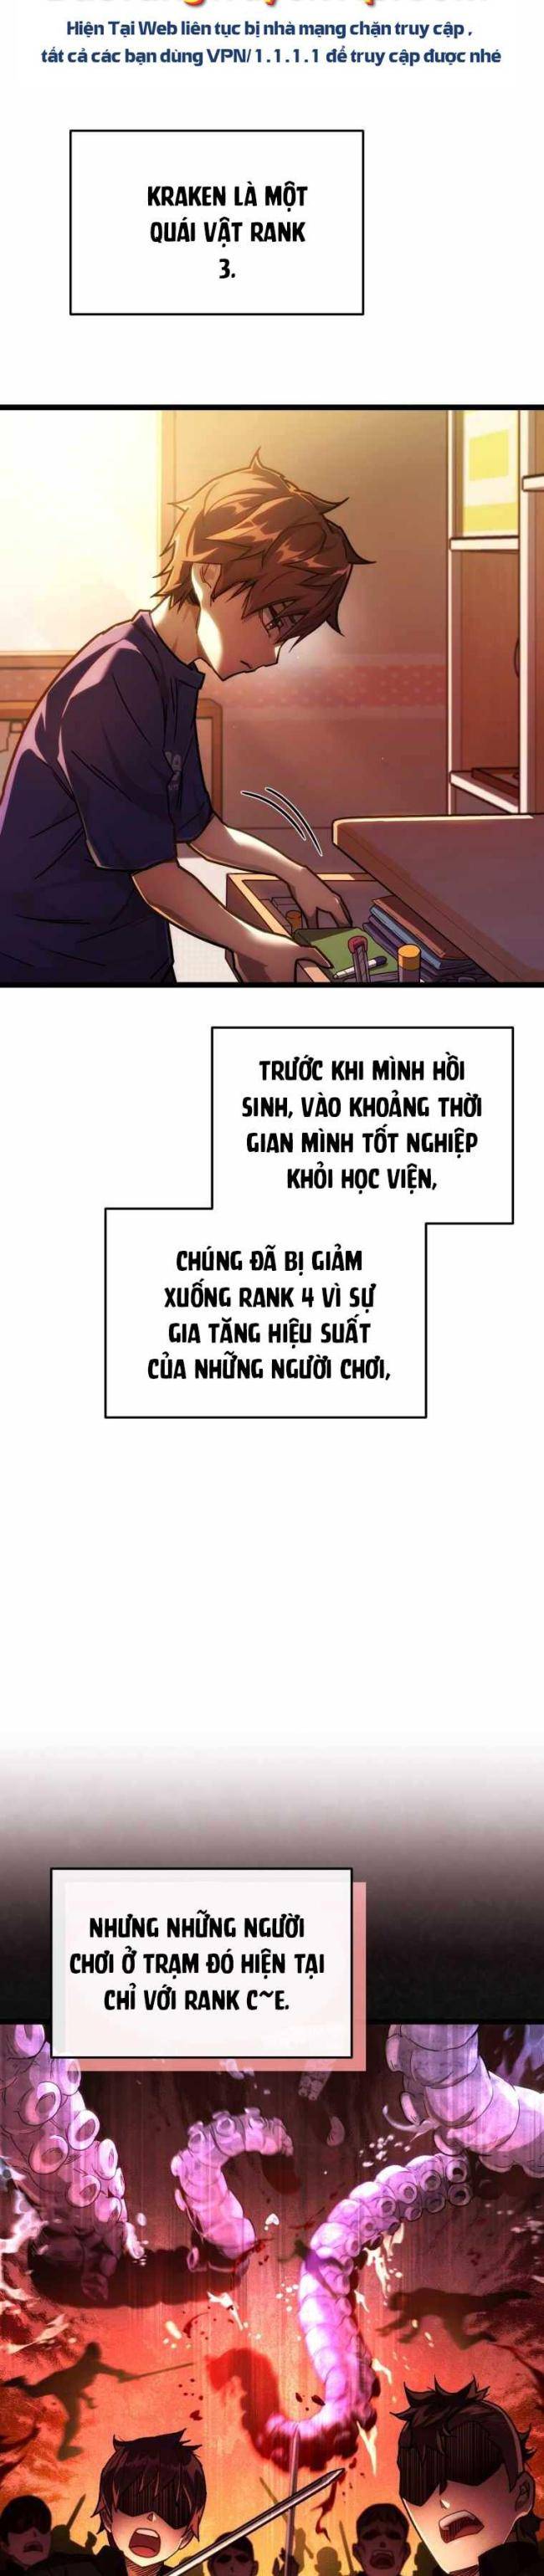 Hiện Tại Web liên tục bị nhà mạng chặn truy cập ,
tất cả các bạn dùng VPN/1.1.1.1 để truy cập được nhé
KRAKEN LÀ MỘT
QUÁI VẬT RANK
3.
TRƯỚC KHI MÌNH HỒI
SINH, VÀO KHOẢNG THỜI
GIAN MÌNH TỐT NGHIỆP
KHỎI HỌC VIỆN,
CHÚNG ĐÃ BỊ GIẢM
XUỐNG RANK 4 VÌ SỰ
GIA TĂNG HIỆU SUẤT
CỦA NHỮNG NGƯỜI CHƠI,
NHƯNG NHỮNG NGƯỜI
CHƠI Ở TRẠM ĐÓ HIỆN TẠI
CHỈ VỚI RANK C~E.